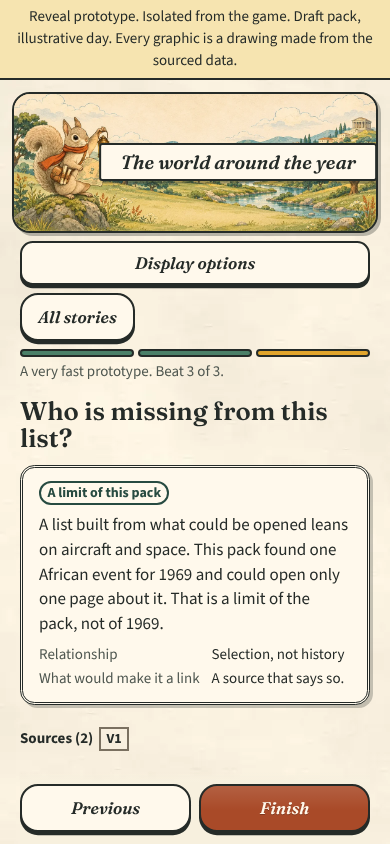 Reveal prototype. Isolated from the game. Draft pack,
illustrative day. Every graphic is a drawing made from the
sourced data.
The world around the year
Display options
All stories
A very fast prototype. Beat 3 of 3.
Who is missing from this
list?
A limit of this pack
A list built from what could be opened leans
on aircraft and space. This pack found one
African event for 1969 and could open only
one page about it. That is a limit of the
pack, not of 1969.
Relationship Selection, not history
What would make it a link A source that says so.
Sources (2) V1
Previous Finish